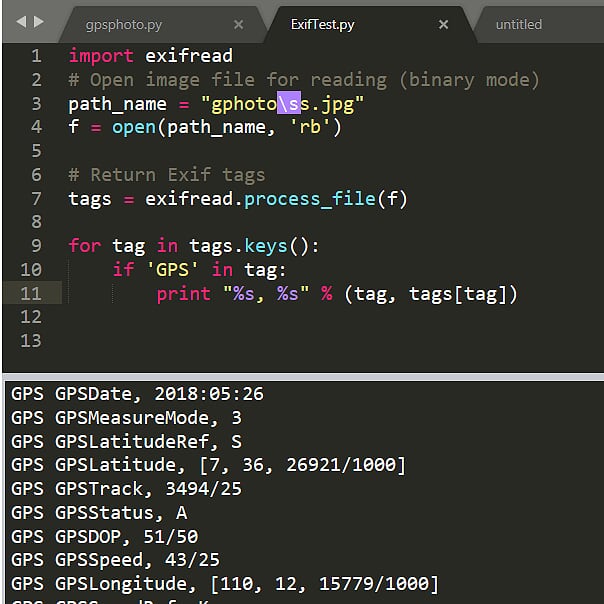 gpsphoto.py × ExifTest.py × untitled
1 import exifread
2 # Open image file for reading (binary mode)
3 path_name = "gphoto\ss.jpg"
4 f = open(path_name, 'rb')
5
6 # Return Exif tags
7 tags = exifread.process_file(f)
8
9 for tag in tags.keys():
10 if 'GPS' in tag:
11 print "%s, %s" % (tag, tags[tag])
12
13
GPS GPSDate, 2018:05:26
GPS GPSMeasureMode, 3
GPS GPSLatitudeRef, S
GPS GPSLatitude, [7, 36, 26921/1000]
GPS GPSTrack, 3494/25
GPS GPSStatus, A
GPS GPSDOP, 51/50
GPS GPSSpeed, 43/25
GPS GPSLongitude, [110, 12, 15779/1000]
GPS GPSSpeedRef, K